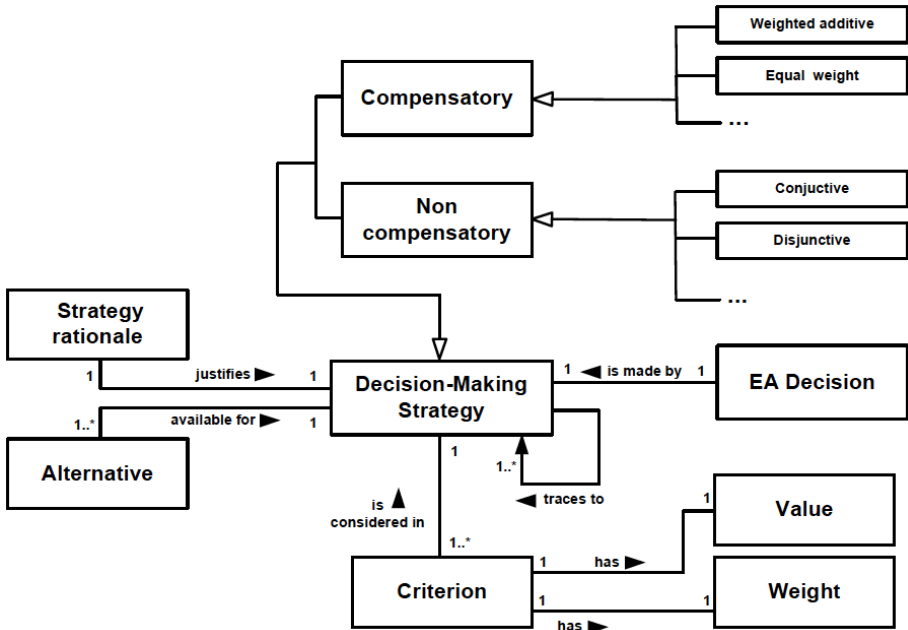 Weighted additive
Equal weight
...
Compensatory
Non
compensatory
Conjuctive
Disjunctive
...
Strategy
rationale
1
justifies
1
Decision-Making
Strategy
1
is made by
1
EA Decision
1..*
available for
1
Alternative
1
1..*
traces to
is
considered in
1..*
Criterion
1
has
1
Value
1
has
1
Weight